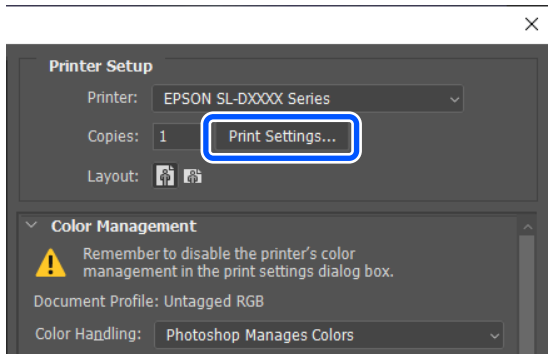 Printer Setup
Printer: EPSON SL-DXXXX Series
Copies: 1 Print Settings...
Layout:
Color Management
Remember to disable the printer's color
management in the print settings dialog box.
Document Profile: Untagged RGB
Color Handling: Photoshop Manages Colors